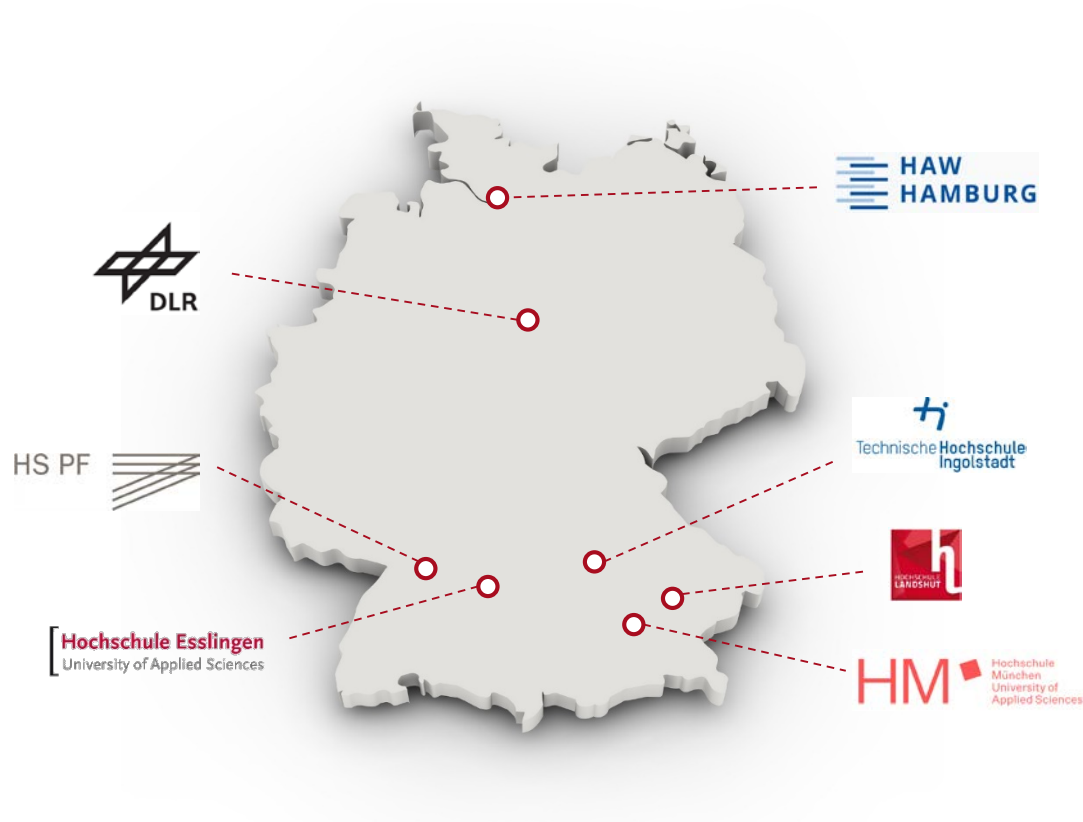 HAW
HAMBURG
DLR
HS PF
Technische Hochschule
Ingolstadt
HOCHSCHULE
LANDSHUT
Hochschule Esslingen
University of Applied Sciences
HM
Hochschule
München
University of
Applied Sciences